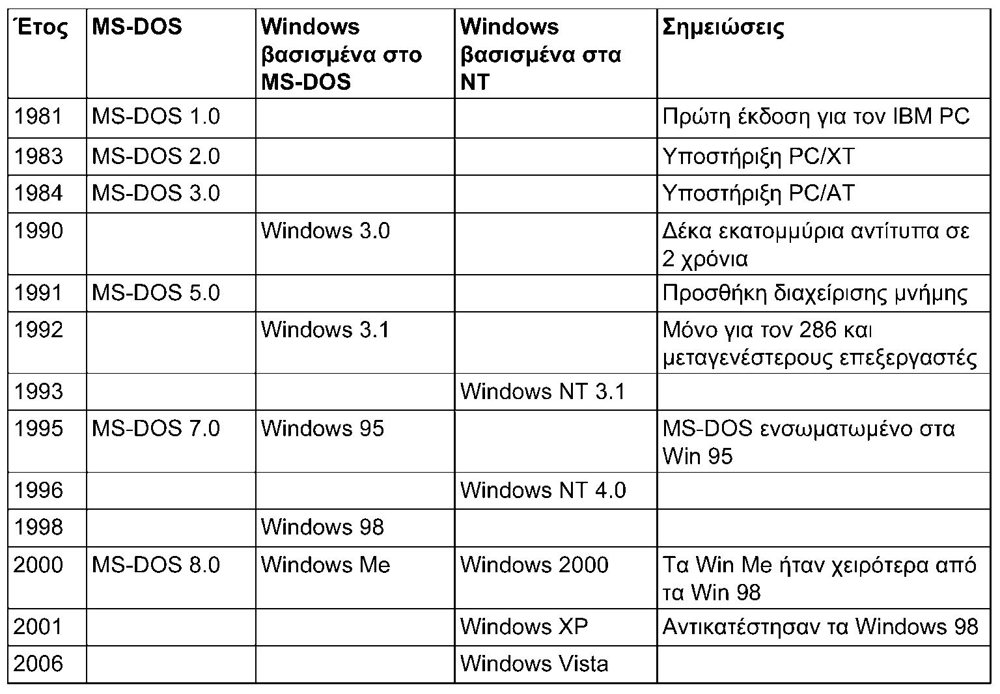 Έτος MS-DOS Windows βασισμένα στο MS-DOS Windows βασισμένα στα NT Σημειώσεις
1981 MS-DOS 1.0 Πρώτη έκδοση για τον IBM PC
1983 MS-DOS 2.0 Υποστήριξη PC/XT
1984 MS-DOS 3.0 Υποστήριξη PC/AT
1990 Windows 3.0 Δέκα εκατομμύρια αντίτυπα σε
2 χρόνια
1991 MS-DOS 5.0 Προσθήκη διαχείρισης μνήμης
1992 Windows 3.1 Μόνο για τον 286 και
μεταγενέστερους επεξεργαστές
1993 Windows NT 3.1
1995 MS-DOS 7.0 Windows 95 MS-DOS ενσωματωμένο στα
Win 95
1996 Windows NT 4.0
1998 Windows 98
2000 MS-DOS 8.0 Windows Me Windows 2000 Τα Win Me ήταν χειρότερα από
τα Win 98
2001 Windows XP Αντικατέστησαν τα Windows 98
2006 Windows Vista